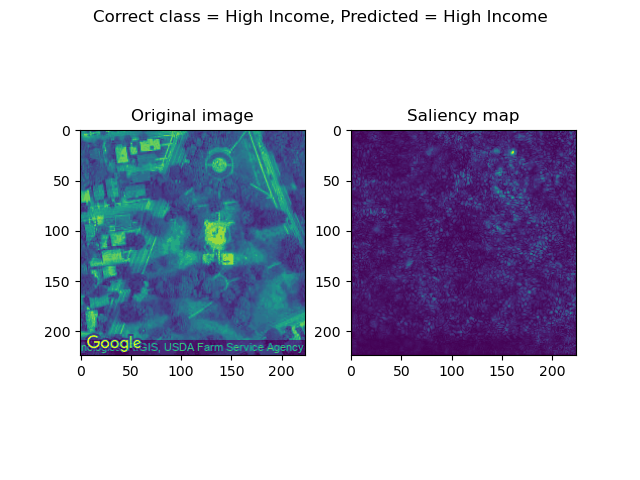 Correct class = High Income, Predicted = High Income
Original image
Saliency map
0
50
100
150
200
0
50
100
150
200
0 50 100 150 200
0 50 100 150 200
Google
GIS, USDA Farm Service Agency